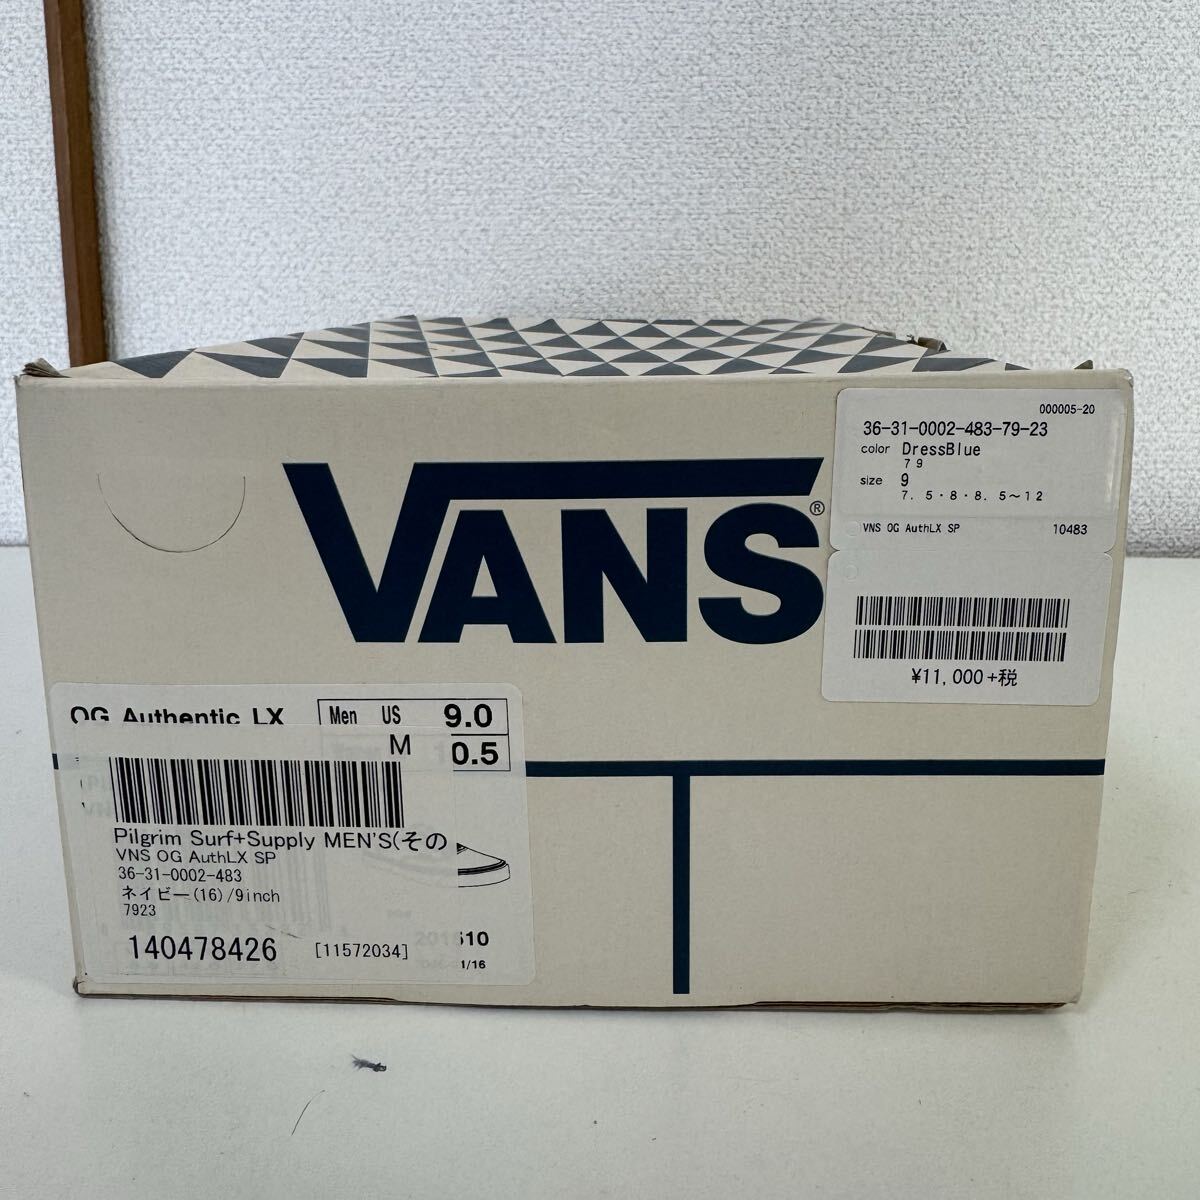 VANS®
000005-20
36-31-0002-483-79-23
color DressBlue
79
size 9
7.5・8・8.5～12
VNS OG AuthLX SP 10483
¥11,000+税
OG Authentic LX
Men US 9.0
M
0.5
Pilgrim Surf+Supply MEN'S(その
VNS OG AuthLX SP
36-31-0002-483
ネイビー(16)/9inch
7923
140478426 [11572034]
610
1/16